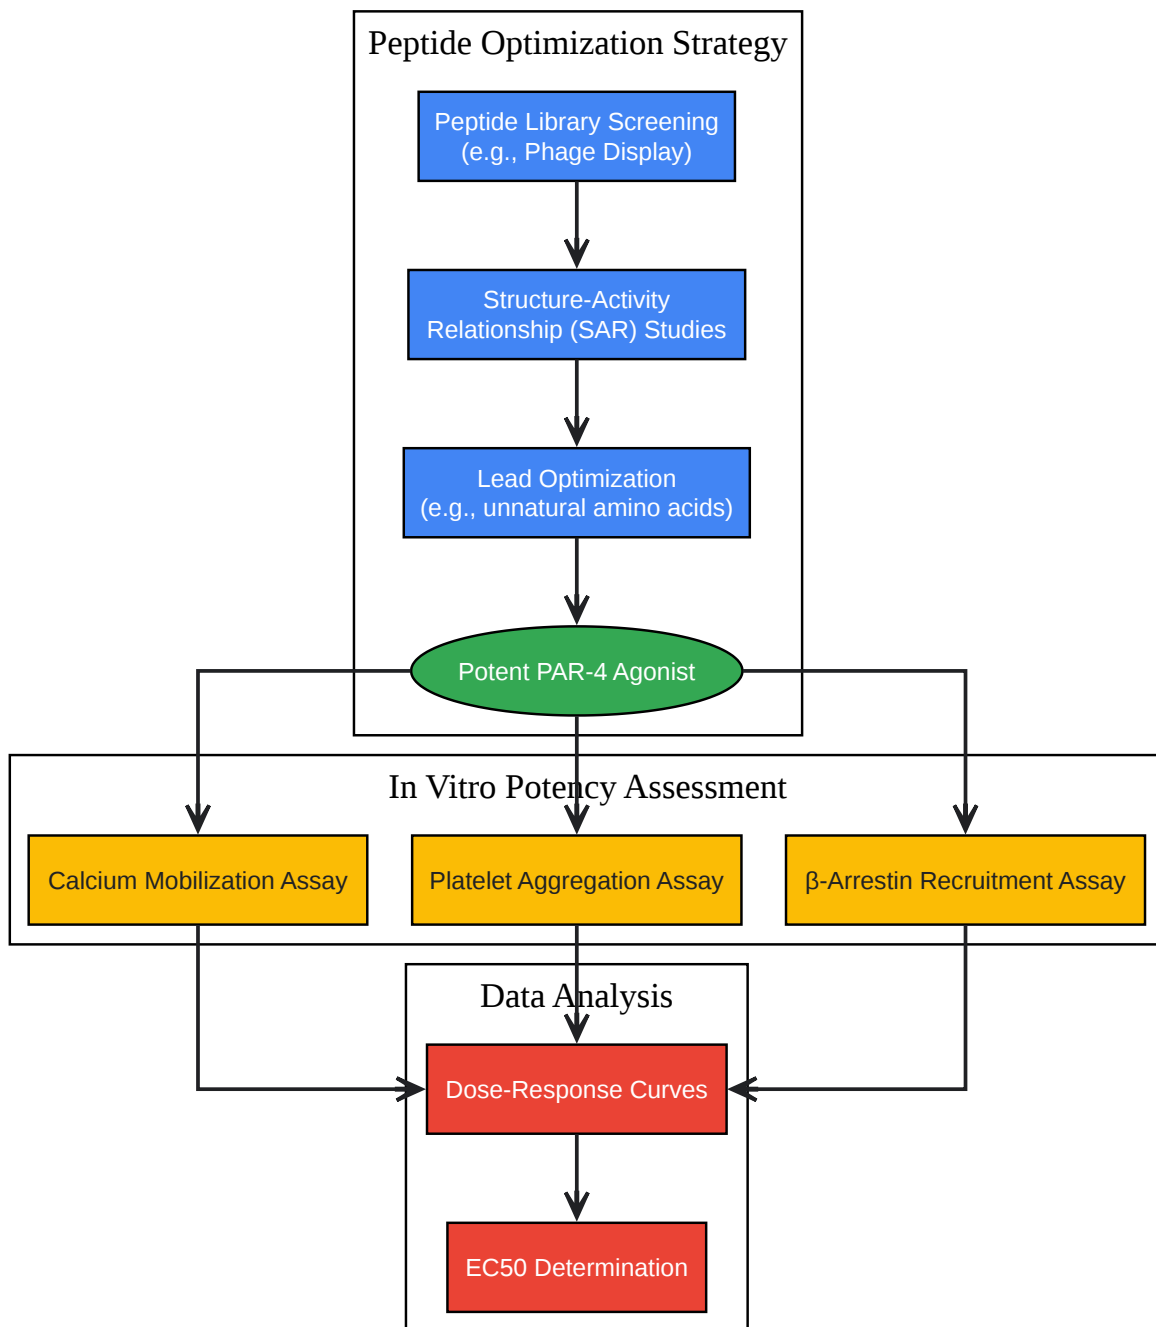 Peptide Optimization Strategy
Peptide Library Screening
(e.g., Phage Display)
Structure-Activity
Relationship (SAR) Studies
Lead Optimization
(e.g., unnatural amino acids)
Potent PAR-4 Agonist
In Vitro Potency Assessment
Calcium Mobilization Assay
Platelet Aggregation Assay
β-Arrestin Recruitment Assay
Data Analysis
Dose-Response Curves
EC50 Determination